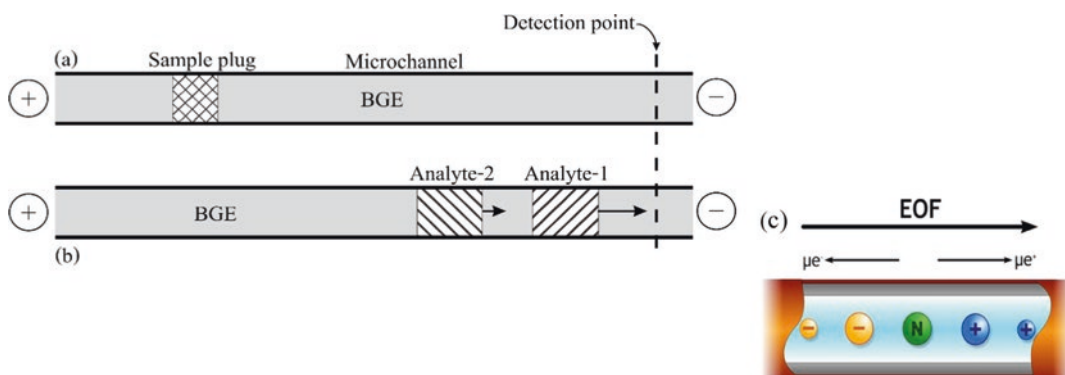 Detection point
(a)
Sample plug
Microchannel
+
BGE
−
Analyte-2
Analyte-1
+
BGE
−
(b)
(c)
EOF
µe⁻
µe⁺
− − N + +